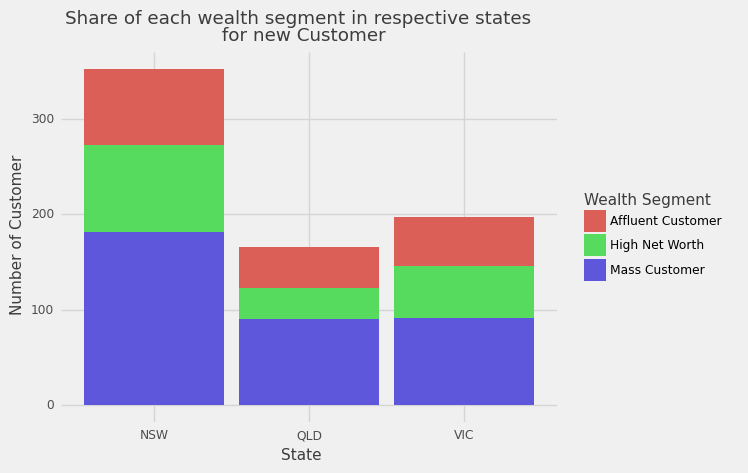 Share of each wealth segment in respective states
for new Customer
Number of Customer
300
200
100
0
NSW
QLD
VIC
State
Wealth Segment
Affluent Customer
High Net Worth
Mass Customer